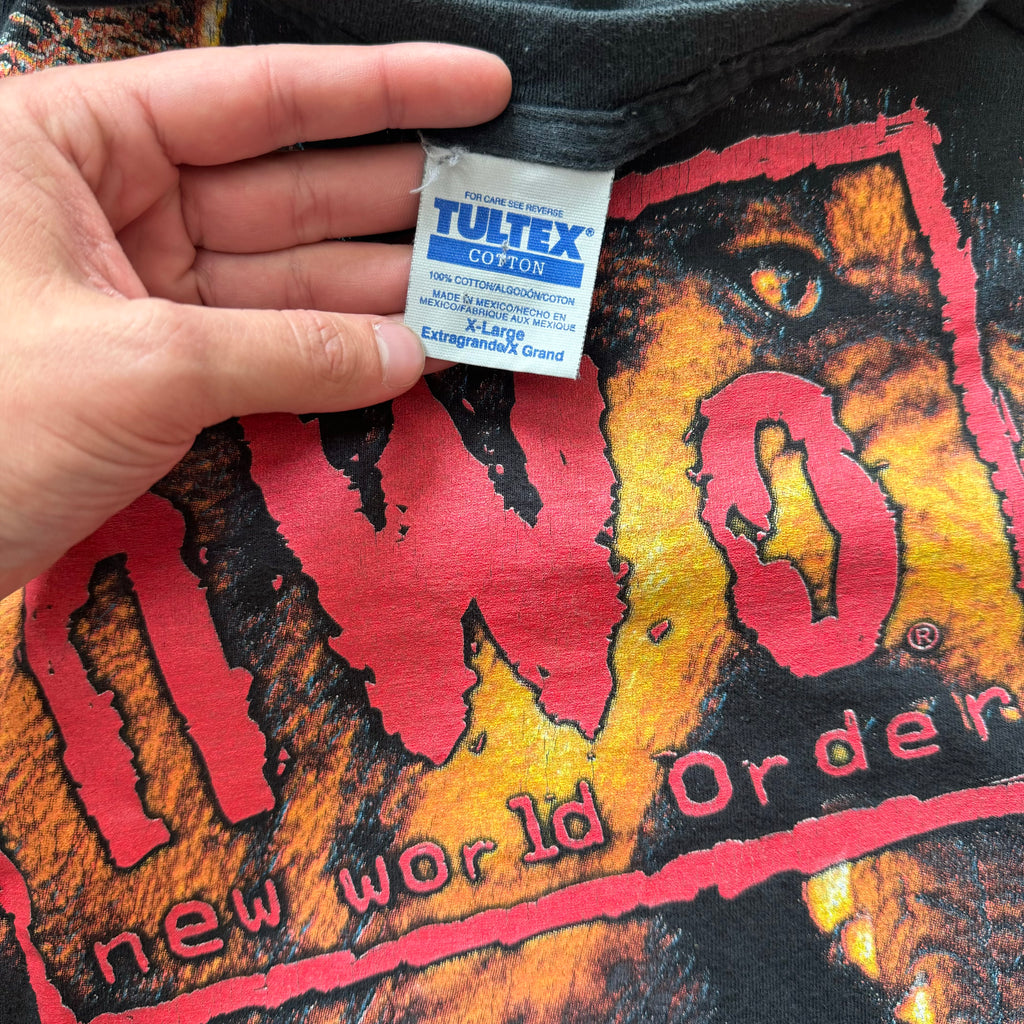 FOR CARE SEE REVERSE
TULTEX®
COTTON
100% COTTON/ALGODÓN/COTON
MADE IN MEXICO/HECHO EN
MEXICO/FABRIQUE AUX MEXIQUE
X-Large
Extragrande/X Grand
nWo
®
new world Order